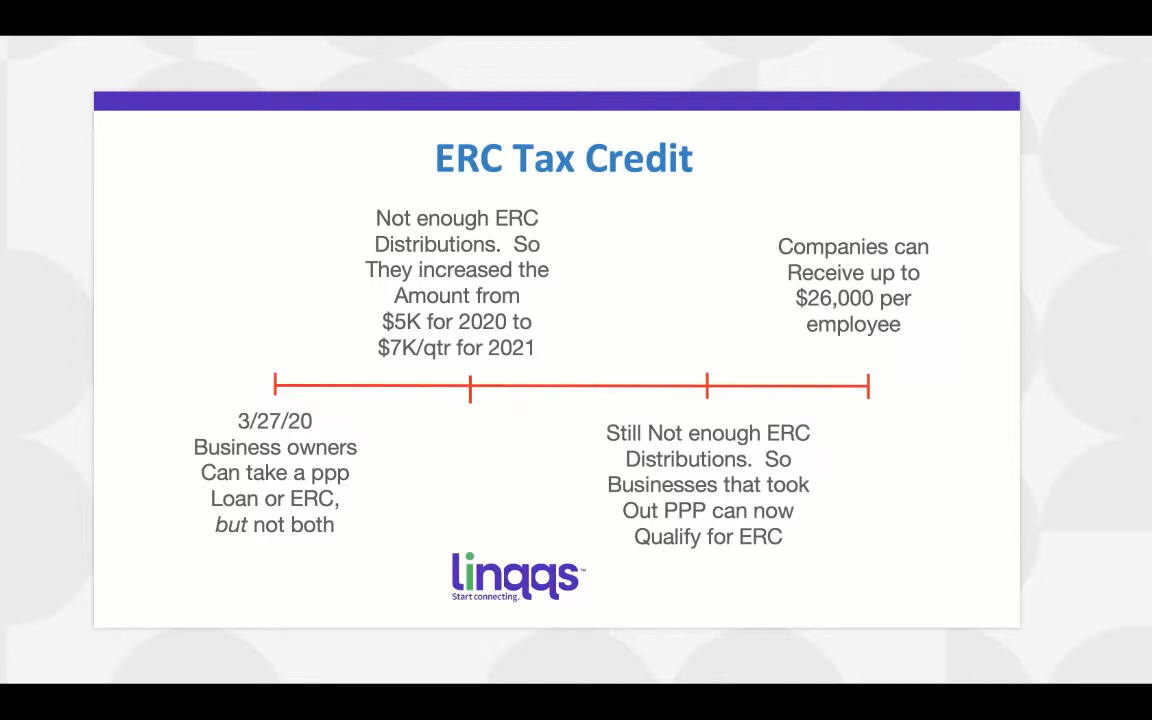 ERC Tax Credit
Not enough ERC
Distributions.  So
They increased the
Amount from
$5K for 2020 to
$7K/qtr for 2021
Companies can
Receive up to
$26,000 per
employee
3/27/20
Business owners
Can take a ppp
Loan or ERC,
but not both
Still Not enough ERC
Distributions.  So
Businesses that took
Out PPP can now
Qualify for ERC
linqqs™
Start connecting.